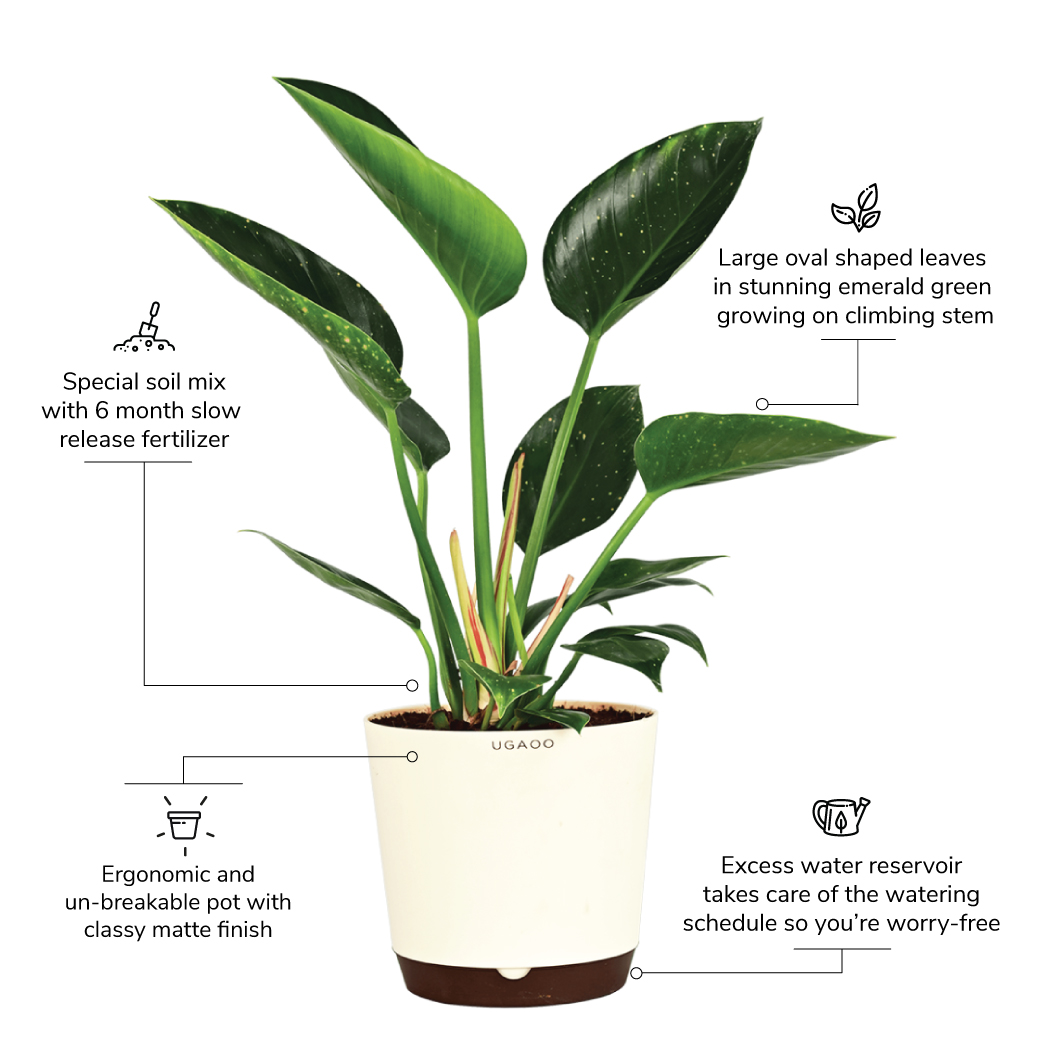 Large oval shaped leaves
in stunning emerald green
growing on climbing stem
Special soil mix
with 6 month slow
release fertilizer
UGAOO
Ergonomic and
un-breakable pot with
classy matte finish
Excess water reservoir
takes care of the watering
schedule so you’re worry-free